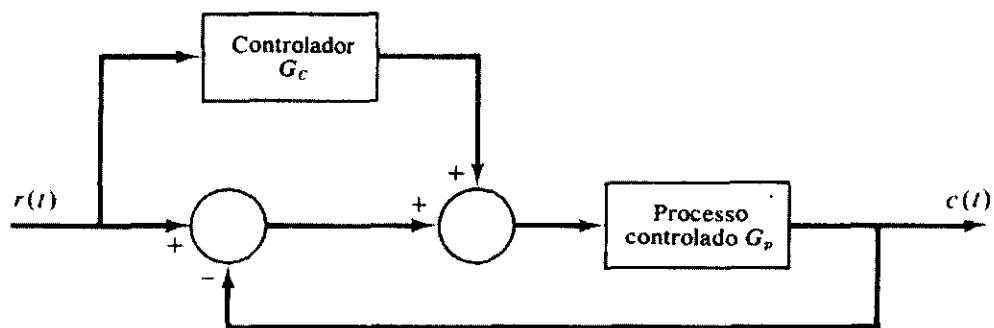 Controlador
G_c
+
r(t)
+
+
−
Processo
controlado G_p
c(t)